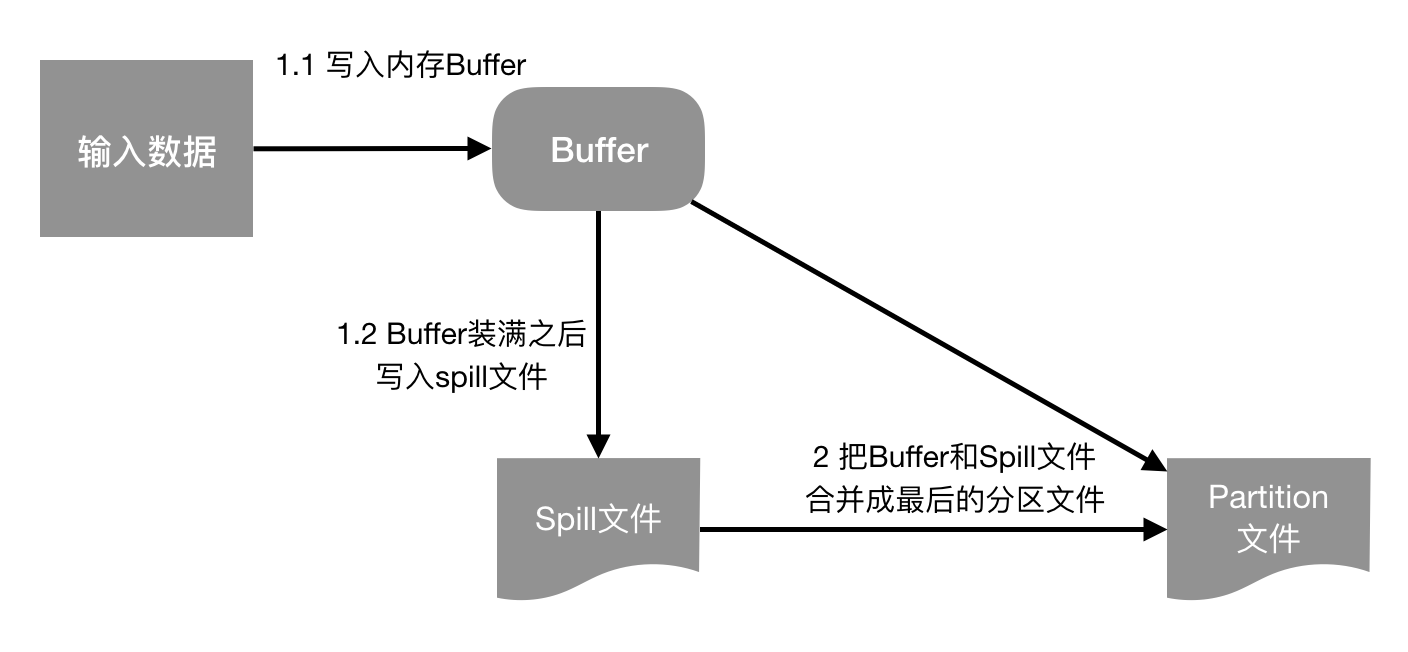 1.1 写入内存Buffer
输入数据
Buffer
1.2 Buffer装满之后
写入spill文件
2 把Buffer和Spill文件
合并成最后的分区文件
Spill文件
Partition
文件